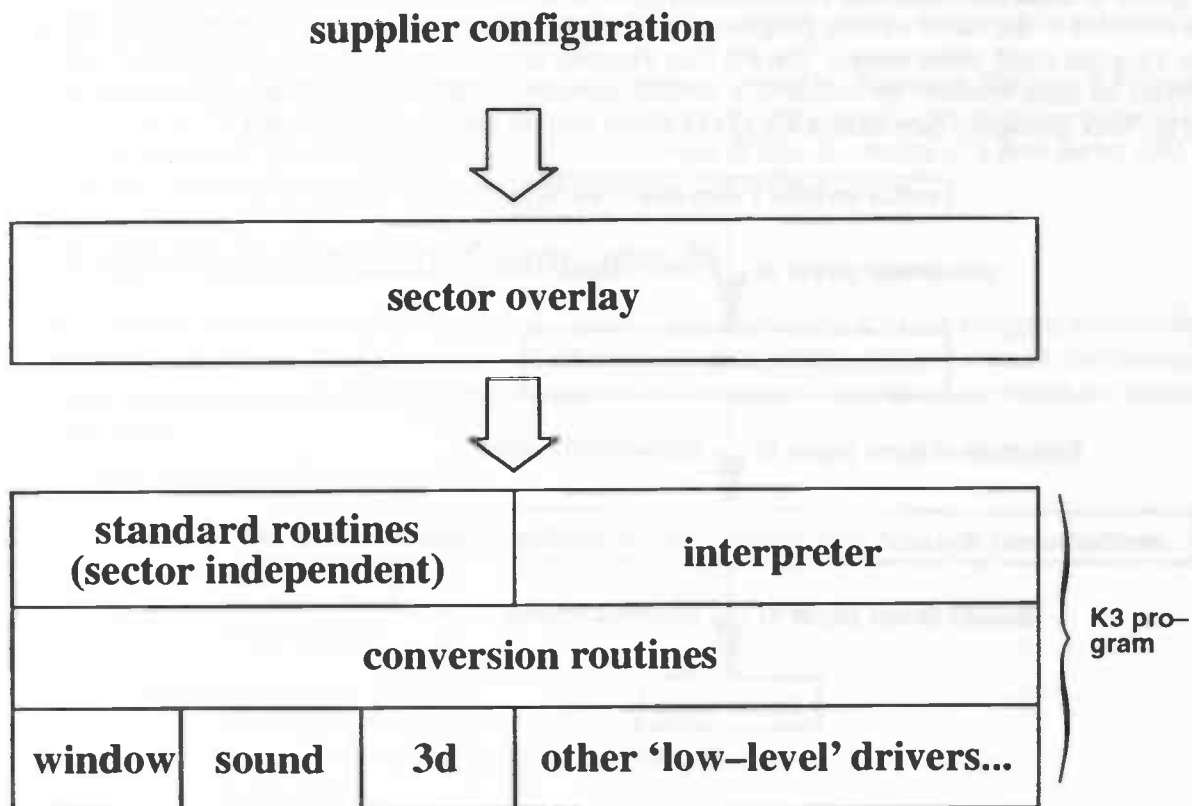 supplier configuration
sector overlay
standard routines
(sector independent)
interpreter
conversion routines
K3 pro–
gram
window
sound
3d
other ‘low–level’ drivers...